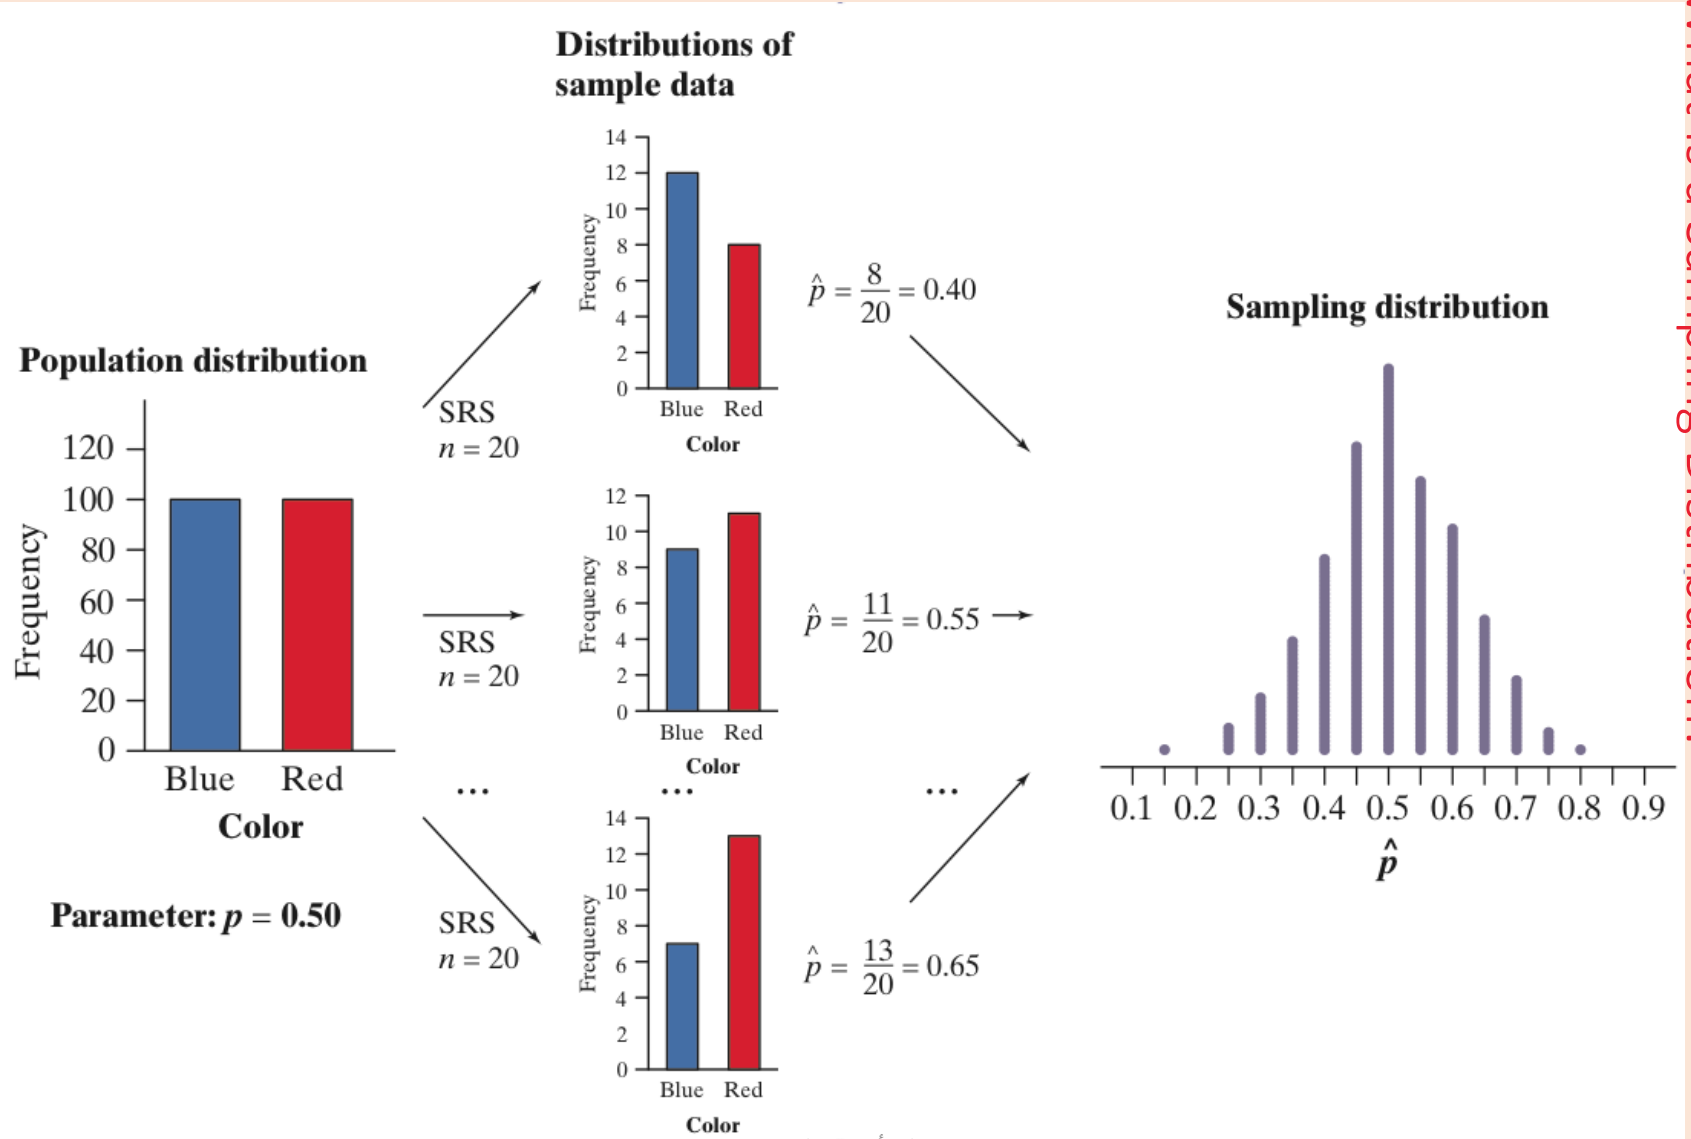 Distributions of
sample data
14
12
10
8
6
4
2
0
Frequency
Blue Red
Color
p̂ = 8/20 = 0.40
Sampling distribution
0.1 0.2 0.3 0.4 0.5 0.6 0.7 0.8 0.9
p̂
Population distribution
120
100
80
60
40
20
0
Frequency
Blue Red
Color
Parameter: p = 0.50
SRS
n = 20
12
10
8
6
4
2
0
Frequency
Blue Red
Color
SRS
n = 20
p̂ = 11/20 = 0.55
... ... ...
14
12
10
8
6
4
2
0
Frequency
Blue Red
Color
SRS
n = 20
p̂ = 13/20 = 0.65